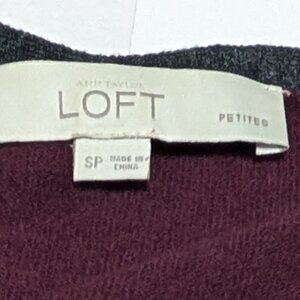 ANN TAYLOR
LOFT
PETITES
SP
MADE IN
CHINA